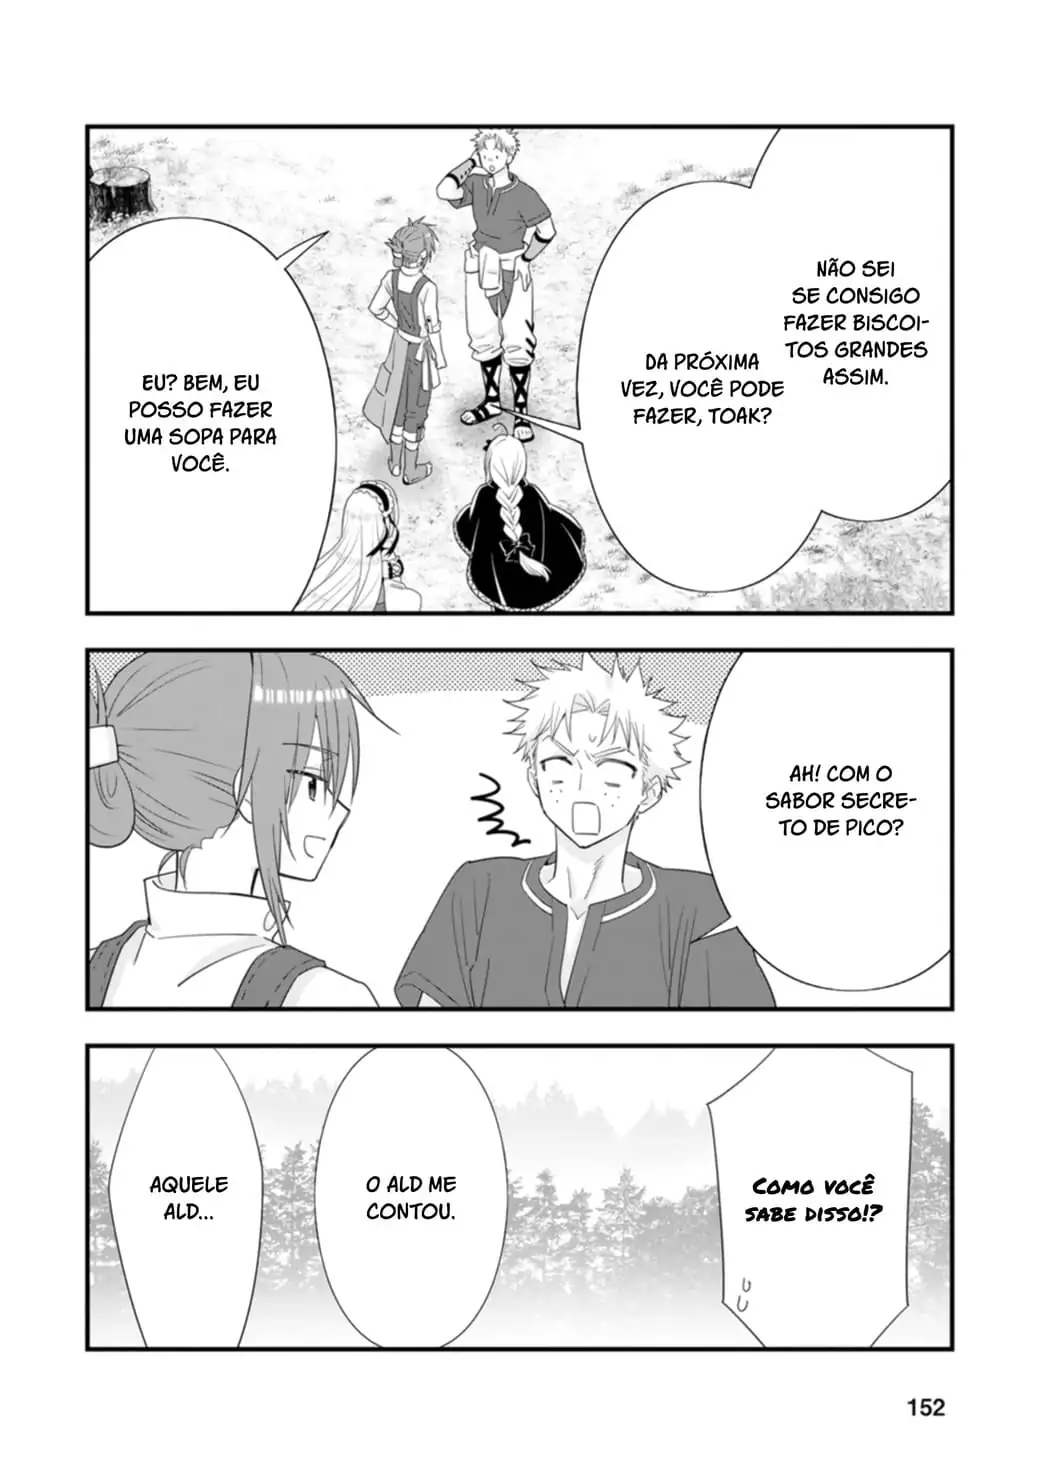 NÃO SEI
SE CONSIGO
FAZER BISCOI-
TOS GRANDES
ASSIM.
DA PRÓXIMA
VEZ, VOCÊ PODE
FAZER, TOAK?
EU? BEM, EU
POSSO FAZER
UMA SOPA PARA
VOCÊ.
AH! COM O
SABOR SECRE-
TO DE PICO?
COMO VOCÊ
SABE DISSO!?
O ALD ME
CONTOU.
AQUELE
ALD...
152